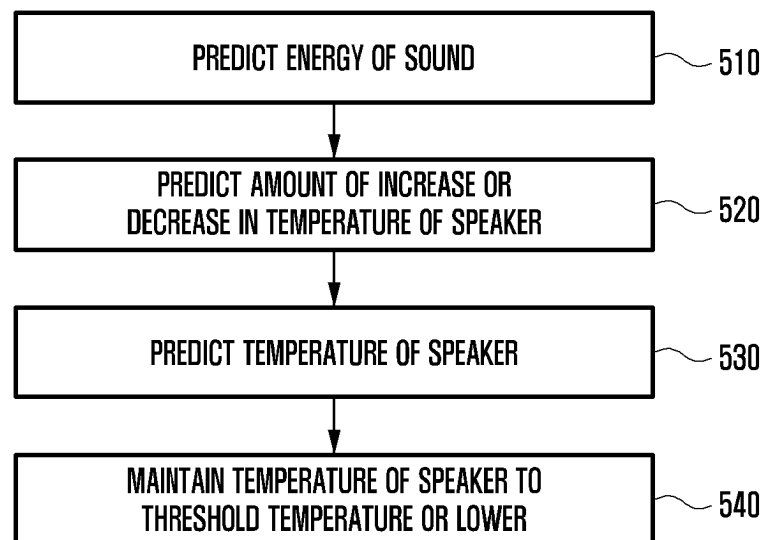 PREDICT ENERGY OF SOUND
510
PREDICT AMOUNT OF INCREASE OR
DECREASE IN TEMPERATURE OF SPEAKER
520
PREDICT TEMPERATURE OF SPEAKER
530
MAINTAIN TEMPERATURE OF SPEAKER TO
THRESHOLD TEMPERATURE OR LOWER
540